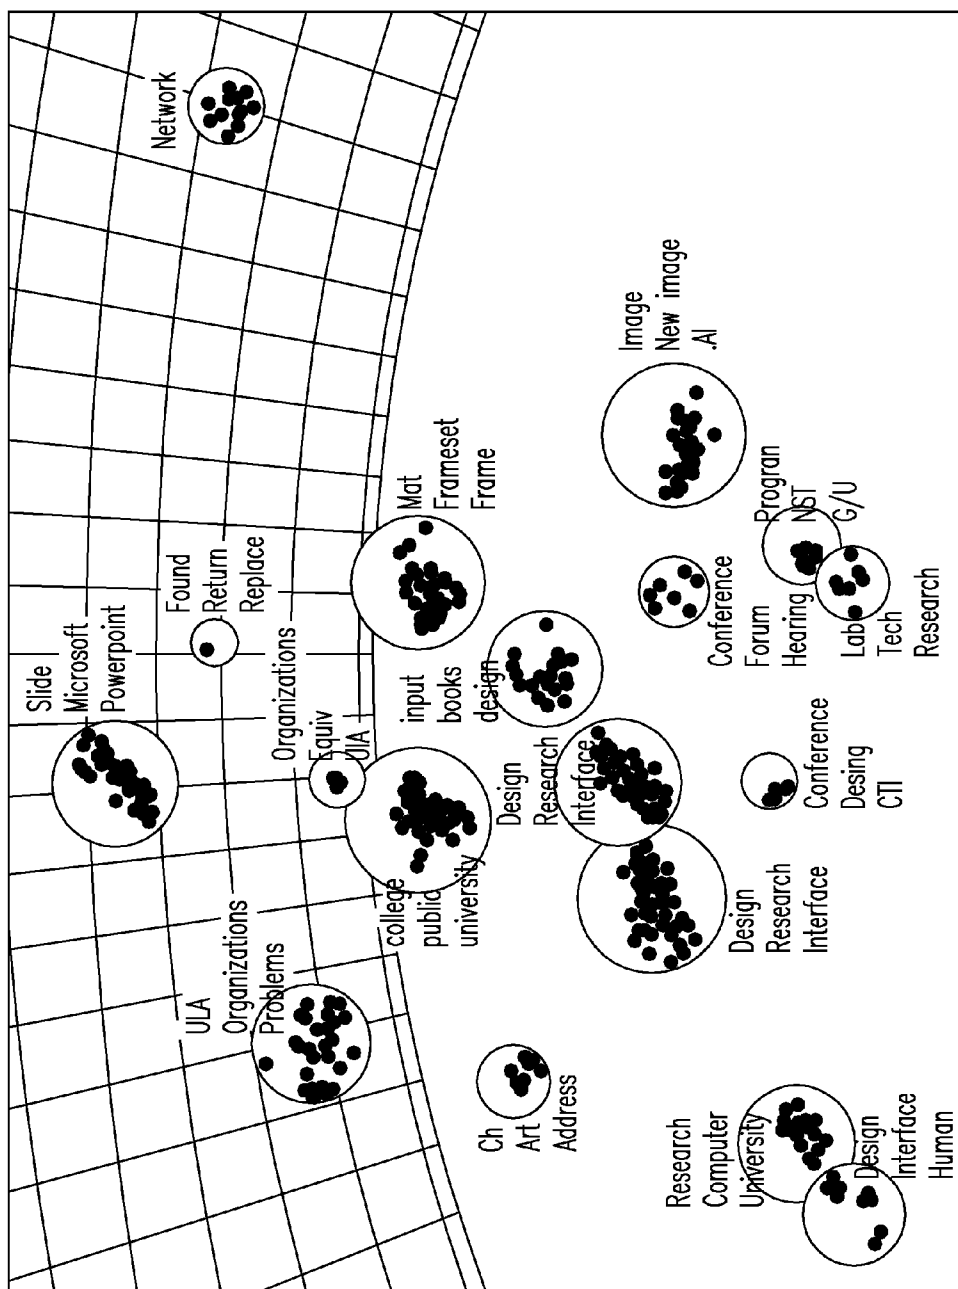 Network
Slide
Microsoft
Powerpoint
Found
Return
Replace
Organizations
Equiv
UIA
ULA
Organizations
Problems
Mat
Frameset
Frame
Image
New image
.AI
input
books
design
college
public
university
Design
Research
Interface
Conference
Forum
Hearing
Progran
NST
G/U
Lab
Tech
Research
Conference
Desing
CTI
Design
Research
Interface
Ch
Art
Address
Research
Computer
University
Design
Interface
Human